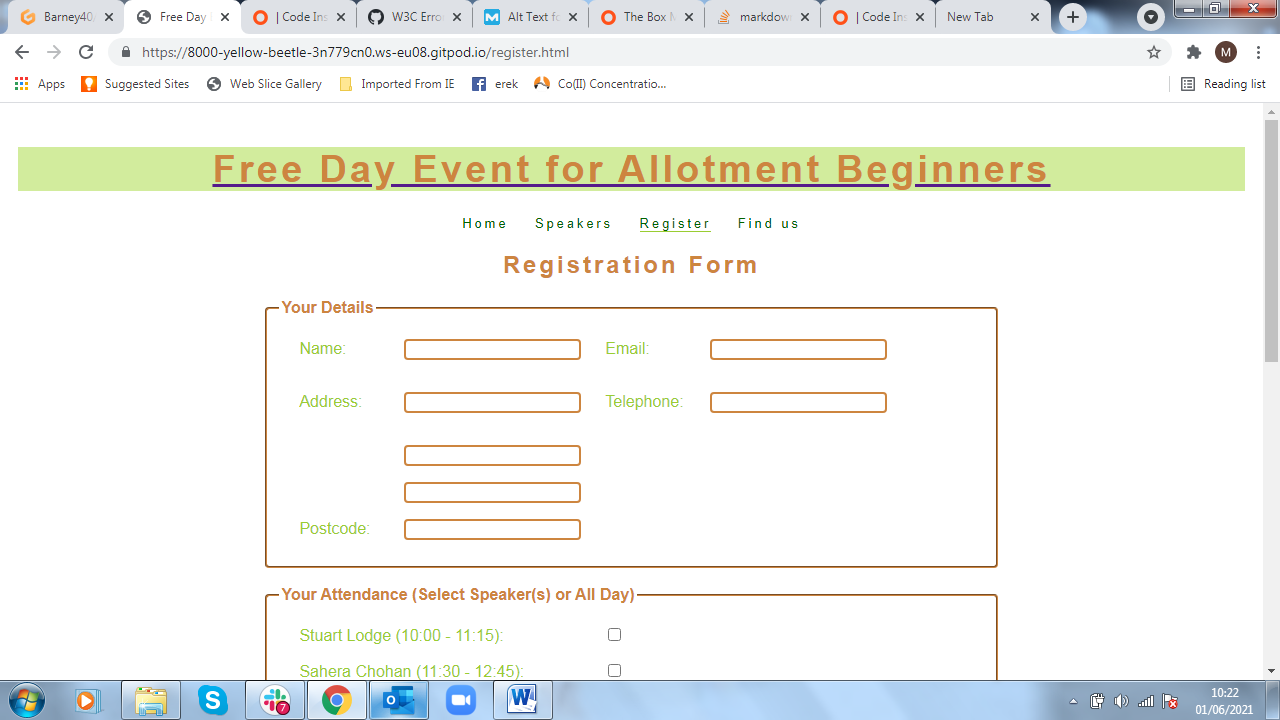 Barney40 Free Day | Code Ins W3C Erro Alt Text The Box M markdown | Code Ins New Tab
https://8000-yellow-beetle-3n779cn0.ws-eu08.gitpod.io/register.html M
Apps Suggested Sites Web Slice Gallery Imported From IE erek Co(II) Concentratio... Reading list
Free Day Event for Allotment Beginners
Home Speakers Register Find us
Registration Form
Your Details
Name: Email:
Address: Telephone:
Postcode:
Your Attendance (Select Speaker(s) or All Day)
Stuart Lodge (10:00 - 11:15):
Sahera Chohan (11:30 - 12:45):
7 10:22
01/06/2021